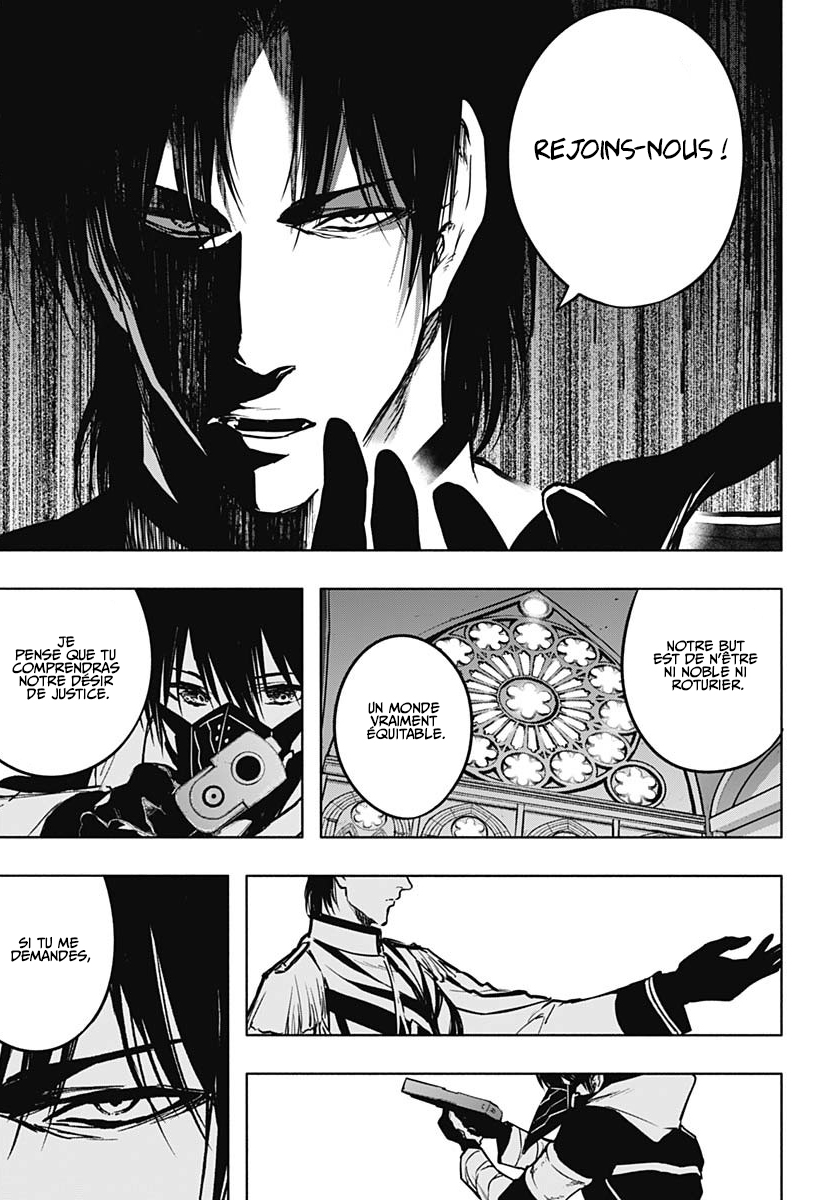 REJOINS-NOUS !
NOTRE BUT
EST DE N'ÊTRE
NI NOBLE NI
ROTURIER.
UN MONDE
VRAIMENT
ÉQUITABLE.
JE
PENSE QUE TU
COMPRENDRAS
NOTRE DÉSIR
DE JUSTICE.
SI TU ME
DEMANDES,